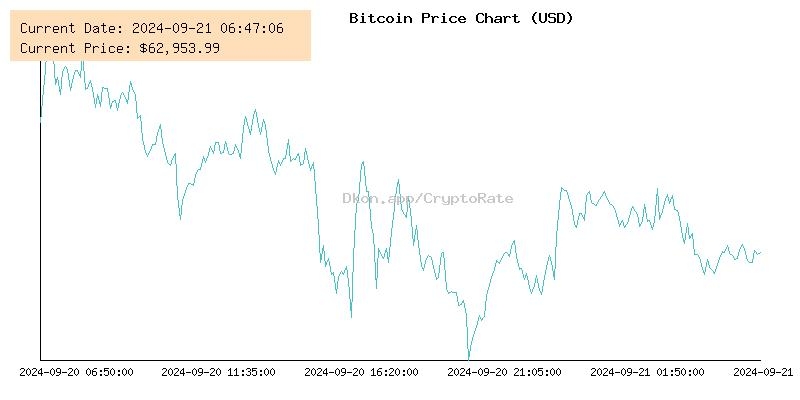 Bitcoin Price Chart (USD)
Current Date: 2024-09-21 06:47:06
Current Price: $62,953.99
Dkon.app/CryptoRate
2024-09-20 06:50:00 2024-09-20 11:35:00 2024-09-20 16:20:00 2024-09-20 21:05:00 2024-09-21 01:50:00 2024-09-21